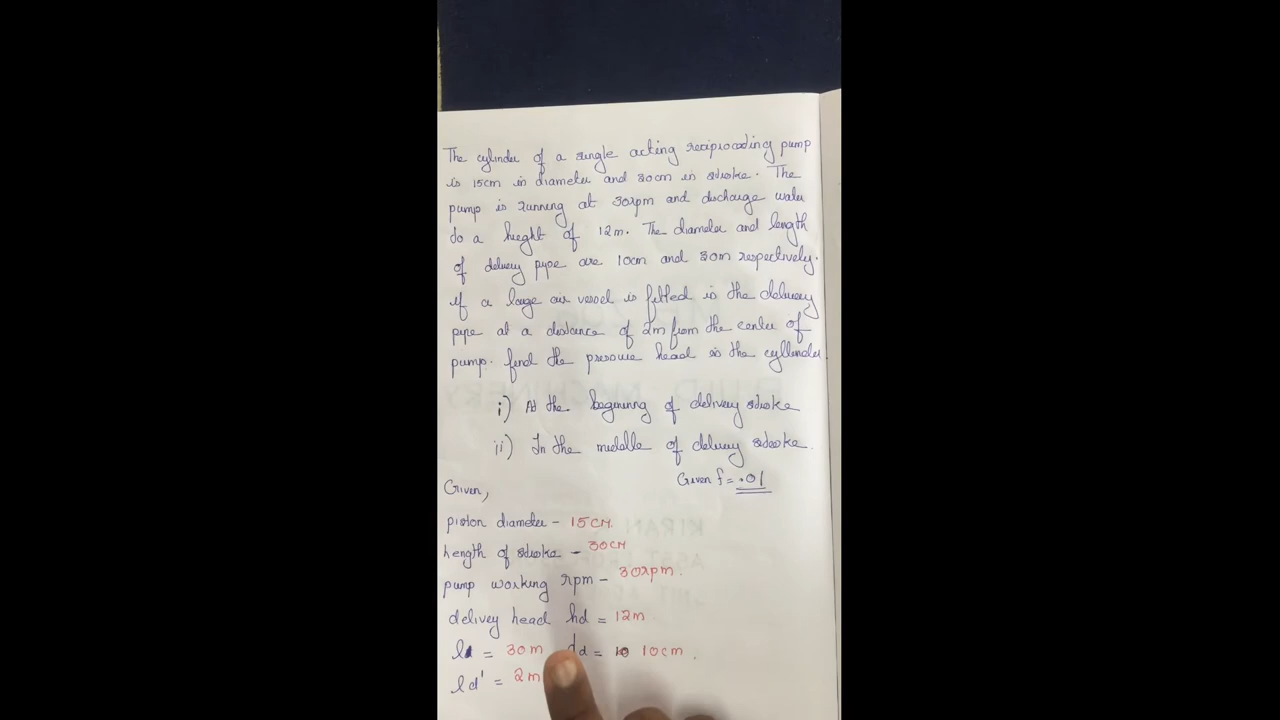 The cylinder of a single acting reciprocating pump
is 15cm in diameter and 30cm in stroke. The
pump is running at 30rpm and discharge water
to a hieght of 12m. The diameter and length
of delivery pipe are 10cm and 30m respectively.
if a large air vessel is fitted in the delivery
pipe at a distance of 2m from the center of
pump. find the pressure head in the cyllender
i) At the beginning of delivery stroke
ii) In the middle of delivery stroke.
Given f = .01
Given,
piston diameter - 15CM
Length of stroke - 30CM
pump working rpm - 30rpm.
delivey head hd = 12m
ld = 30m dd = 10 10cm.
ld' = 2m